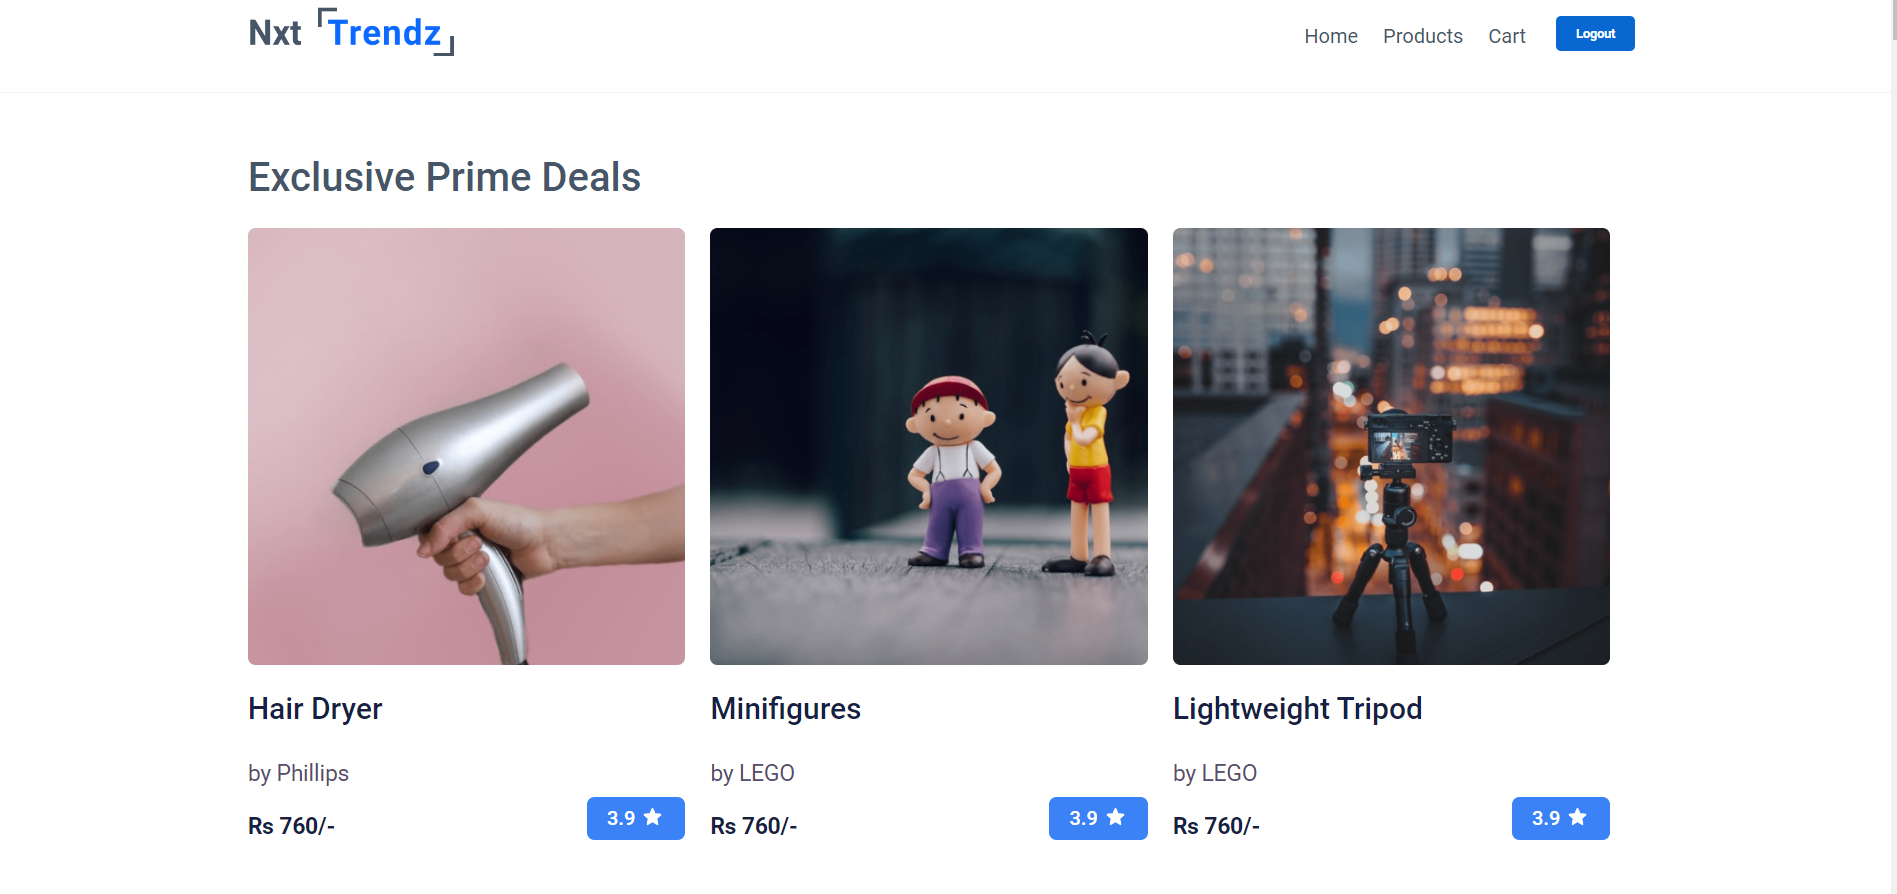 Nxt Trendz
Home Products Cart Logout
Exclusive Prime Deals
Hair Dryer
by Phillips
Rs 760/-
3.9
Minifigures
by LEGO
Rs 760/-
3.9
Lightweight Tripod
by LEGO
Rs 760/-
3.9